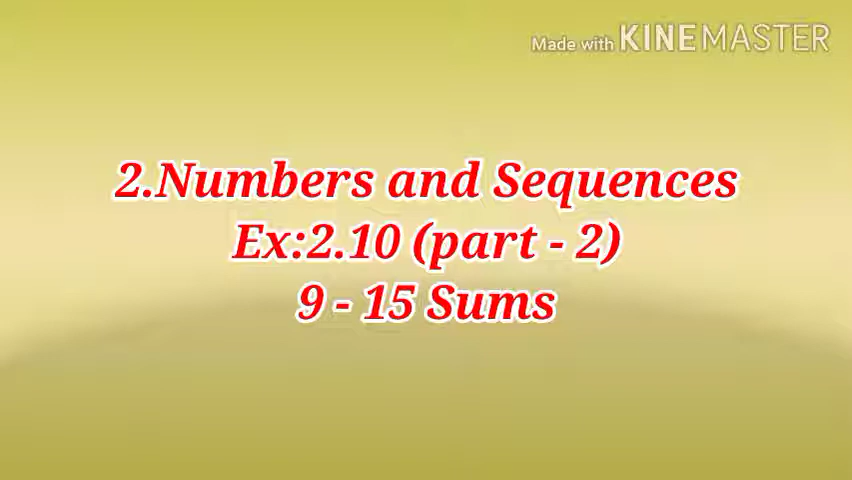 Made with KINEMASTER
2.Numbers and Sequences
Ex:2.10 (part - 2)
9 - 15 Sums